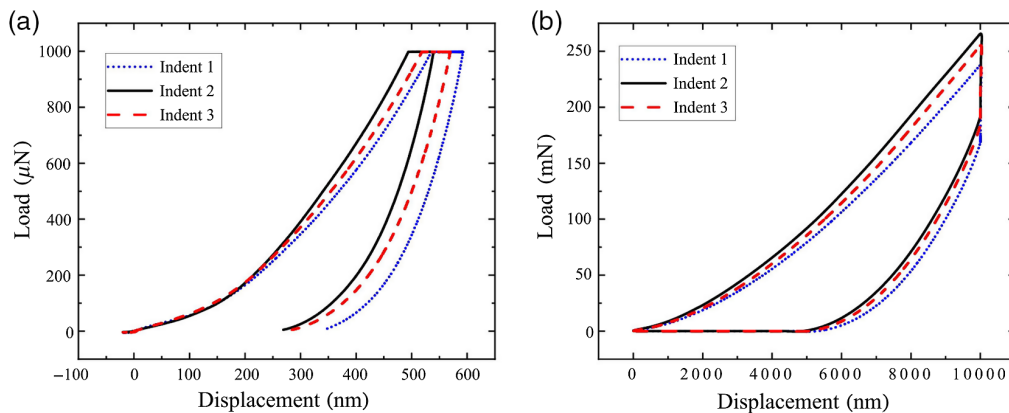 (a)
1000
800
600
400
200
0
Load (μN)
Indent 1
Indent 2
Indent 3
−100 0 100 200 300 400 500 600
Displacement (nm)
(b)
250
200
150
100
50
0
Load (mN)
Indent 1
Indent 2
Indent 3
0 2000 4000 6000 8000 10000
Displacement (nm)